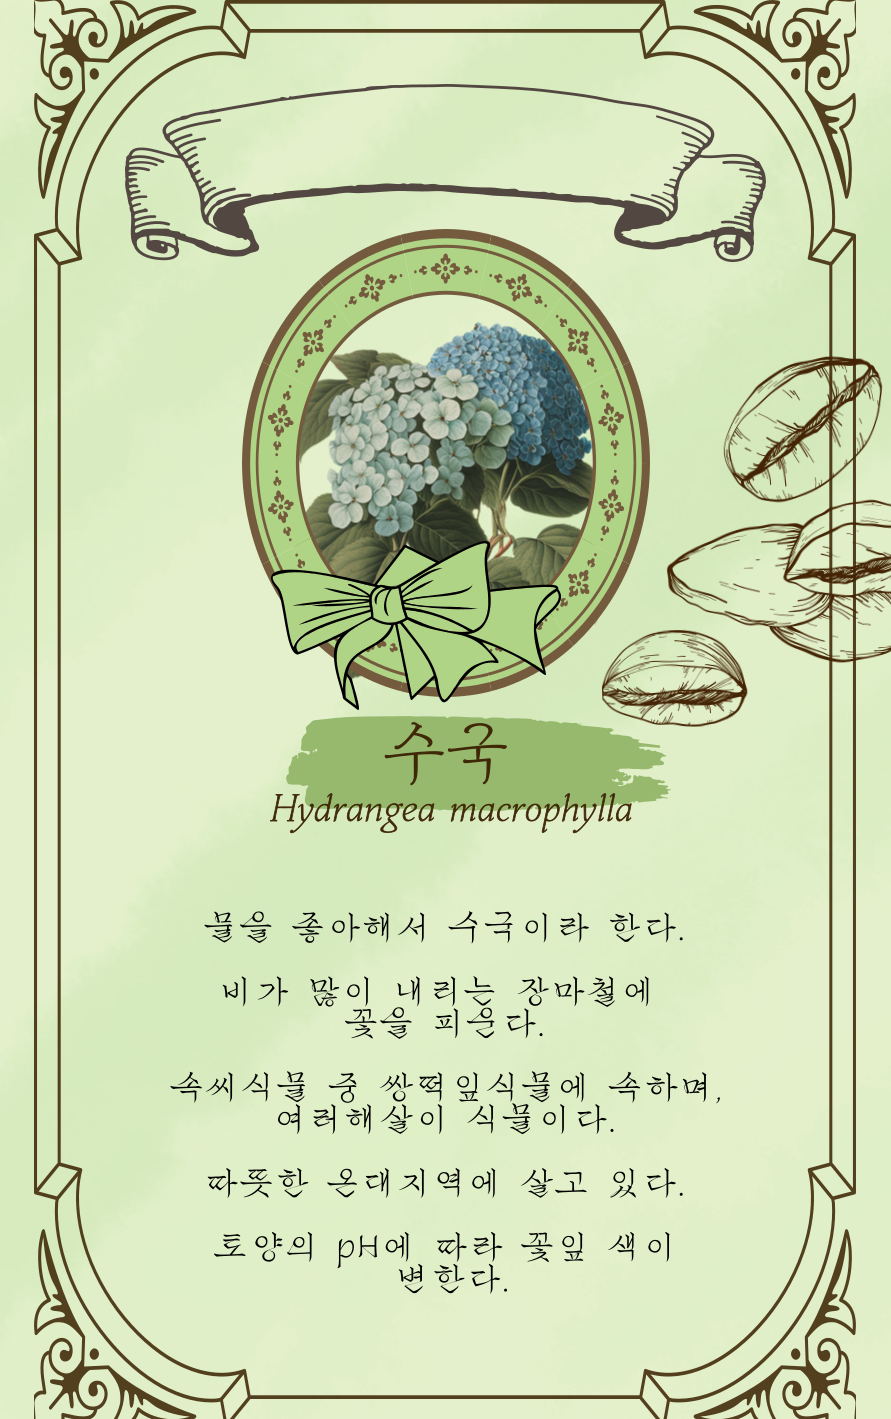 수국
Hydrangea macrophylla
물을 좋아해서 수국이라 한다.
비가 많이 내리는 장마철에
꽃을 피운다.
속씨식물 중 쌍떡잎식물에 속하며,
여러해살이 식물이다.
따뜻한 온대지역에 살고 있다.
토양의 pH에 따라 꽃잎 색이
변한다.